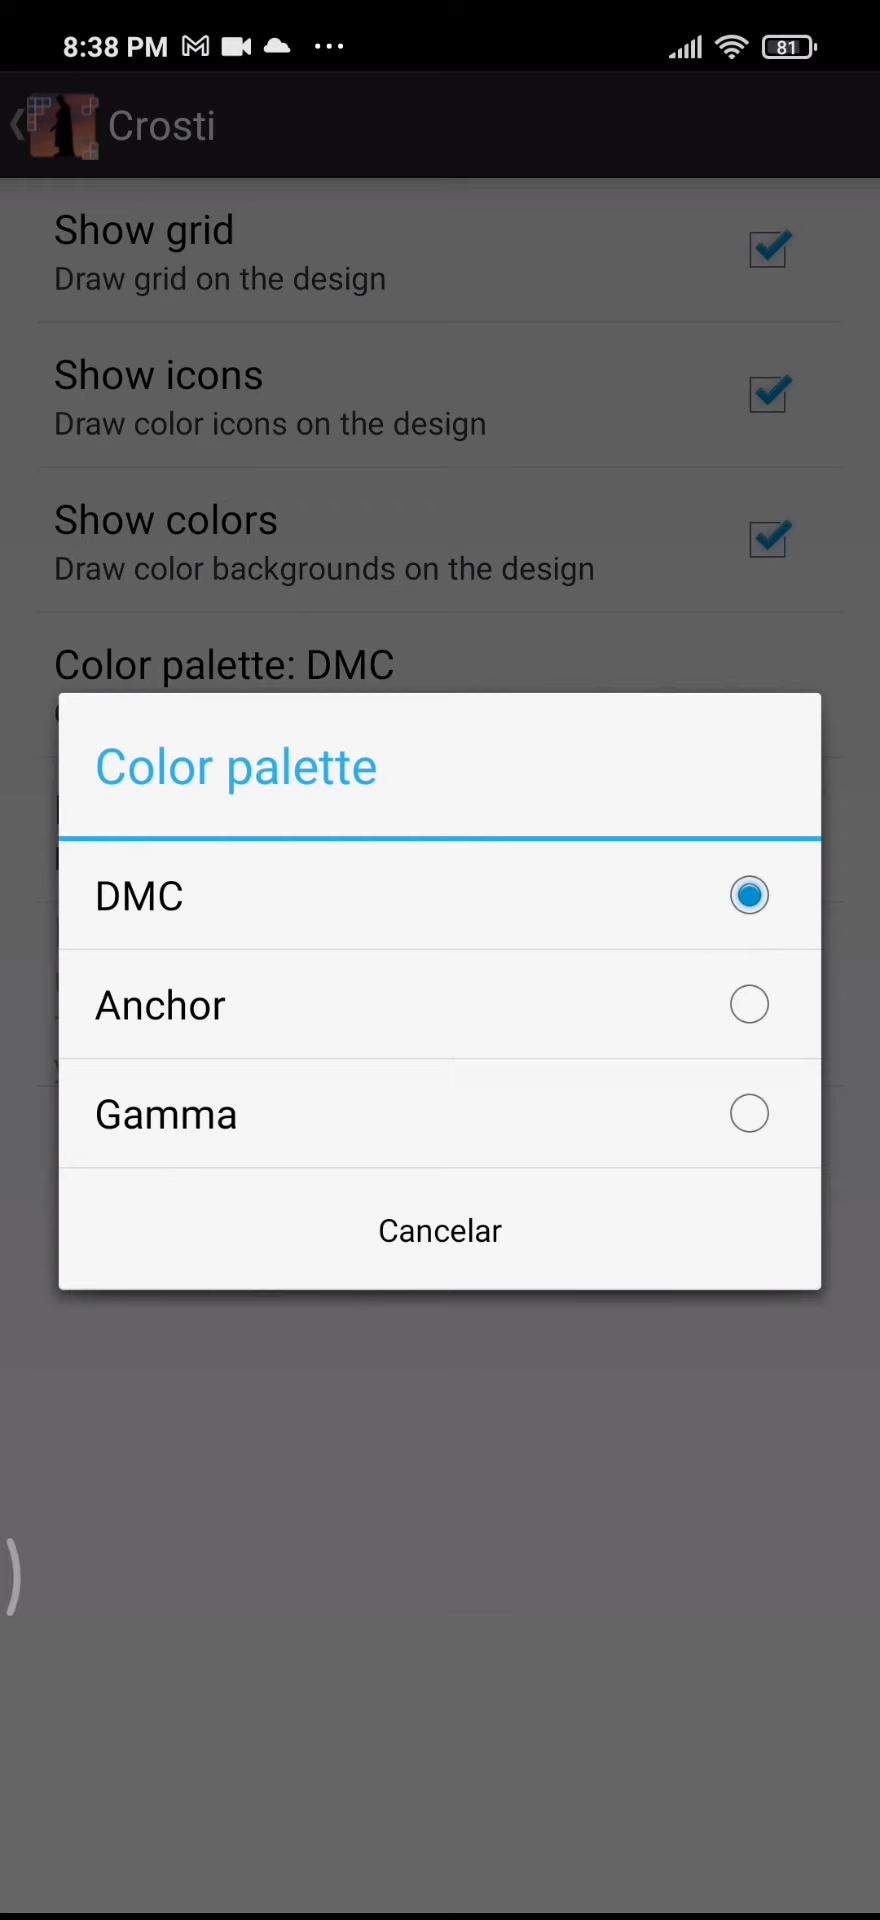 8:38 PM
81
Crosti
Show grid
Draw grid on the design
Show icons
Draw color icons on the design
Show colors
Draw color backgrounds on the design
Color palette: DMC
Color palette
DMC
Anchor
Gamma
Cancelar